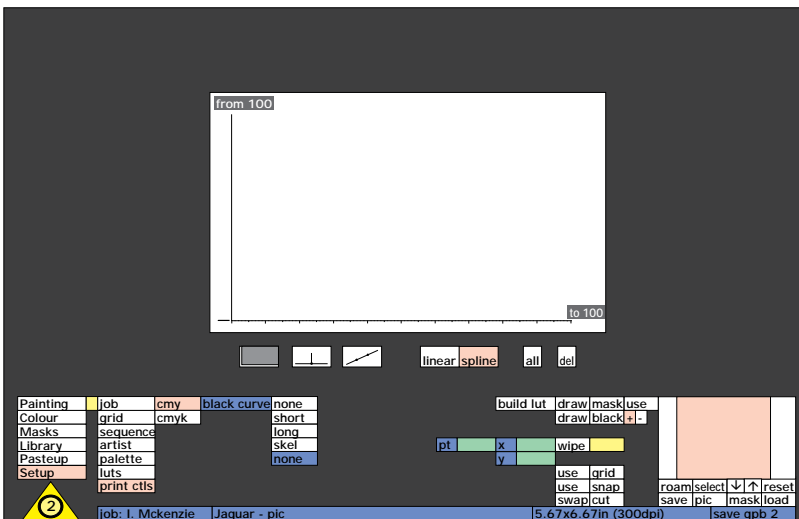 from 100
to 100
linear spline all del
Painting job cmy black curve none build lut draw mask use
Colour grid cmyk short draw black + -
Masks sequence long
Library artist skel pt x wipe
Pasteup palette none y
Setup luts use grid
print ctls use snap roam select ↓ ↑ reset
swap cut save pic mask load
2
job: I. Mckenzie Jaguar - pic 5.67x6.67in (300dpi) save qpb 2